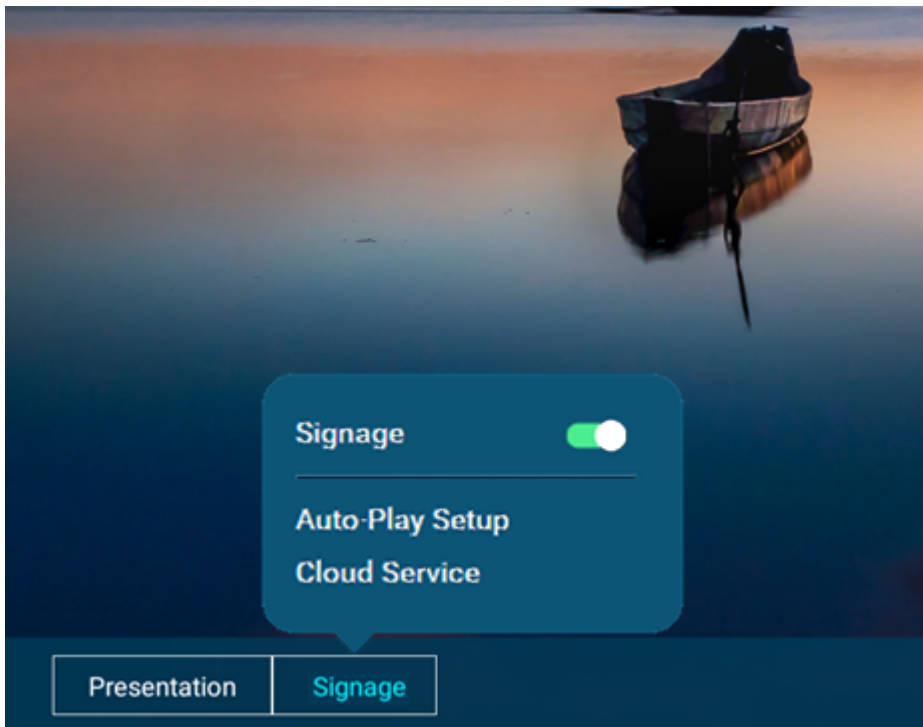 Signage
Auto-Play Setup
Cloud Service
Presentation
Signage